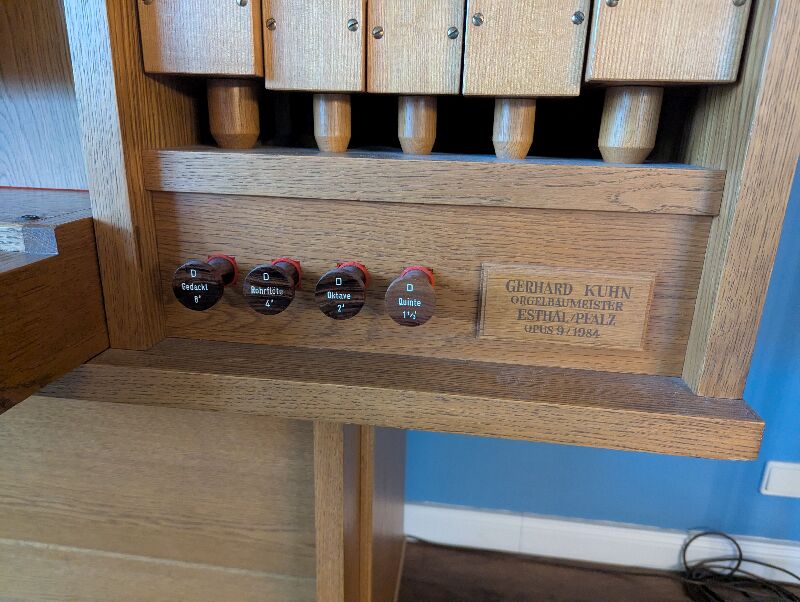 D
Gedackt
8'
D
Rohrflöte
4'
D
Oktave
2'
D
Quinte
1⅓'
GERHARD KUHN
ORGELBAUMEISTER
ESTHAL/PFALZ
OPUS 9/1984